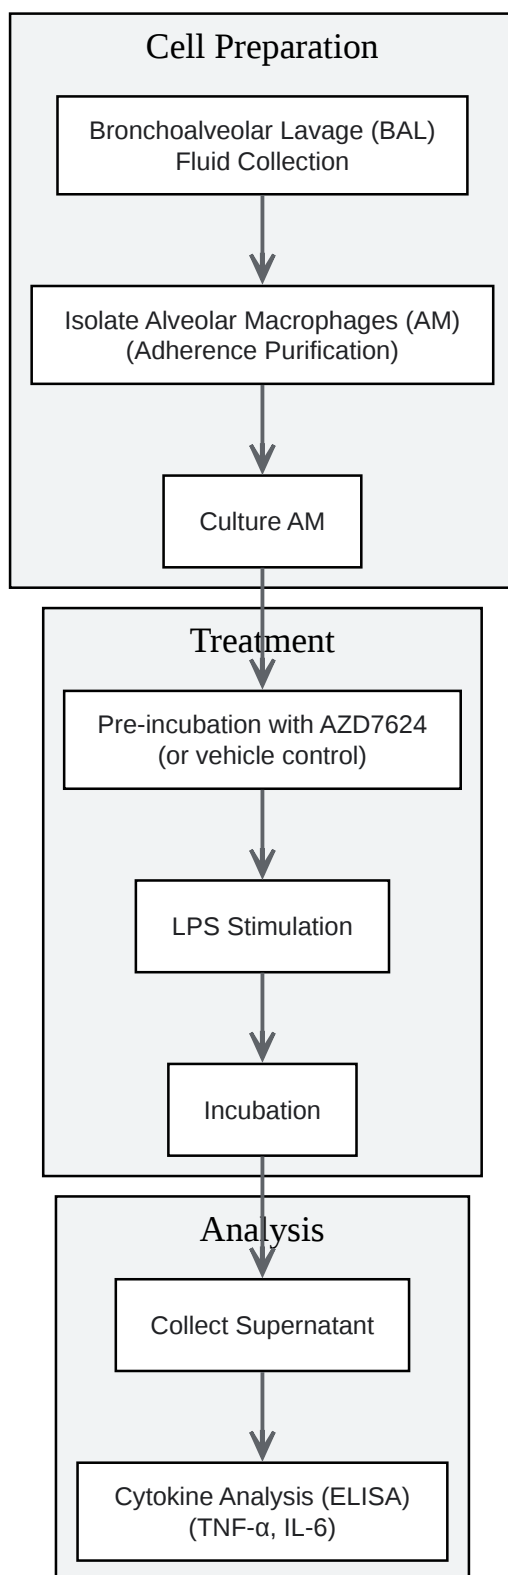 Cell Preparation
Bronchoalveolar Lavage (BAL)
Fluid Collection
Isolate Alveolar Macrophages (AM)
(Adherence Purification)
Culture AM
Treatment
Pre-incubation with AZD7624
(or vehicle control)
LPS Stimulation
Incubation
Analysis
Collect Supernatant
Cytokine Analysis (ELISA)
(TNF-α, IL-6)